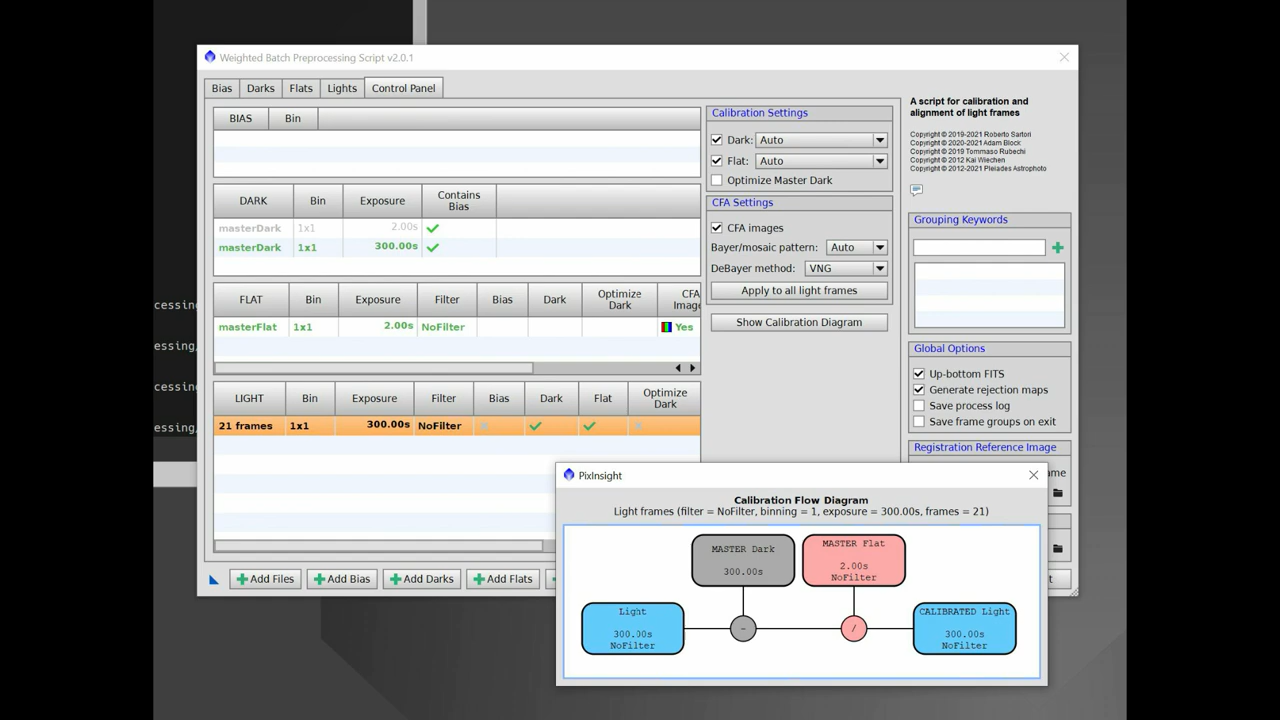 Weighted Batch Preprocessing Script v2.0.1
Bias Darks Flats Lights Control Panel
BIAS Bin
DARK Bin Exposure Contains Bias
masterDark 1x1 2.00s
masterDark 1x1 300.00s
FLAT Bin Exposure Filter Bias Dark Optimize Dark CFA Image
masterFlat 1x1 2.00s NoFilter Yes
LIGHT Bin Exposure Filter Bias Dark Flat Optimize Dark
21 frames 1x1 300.00s NoFilter
Add Files Add Bias Add Darks Add Flats
Calibration Settings
Dark: Auto
Flat: Auto
Optimize Master Dark
CFA Settings
CFA images
Bayer/mosaic pattern: Auto
DeBayer method: VNG
Apply to all light frames
Show Calibration Diagram
A script for calibration and
alignment of light frames
Copyright © 2019-2021 Roberto Sartori
Copyright © 2020-2021 Adam Block
Copyright © 2019 Tommaso Rubechi
Copyright © 2012 Kai Wiechen
Copyright © 2012-2021 Pleiades Astrophoto
Grouping Keywords
Global Options
Up-bottom FITS
Generate rejection maps
Save process log
Save frame groups on exit
Registration Reference Image
ame
t
cessing
essing/
cessing
essing/
PixInsight
Calibration Flow Diagram
Light frames (filter = NoFilter, binning = 1, exposure = 300.00s, frames = 21)
MASTER Dark
300.00s
MASTER Flat
2.00s
NoFilter
Light
300.00s
NoFilter
-
/
CALIBRATED Light
300.00s
NoFilter